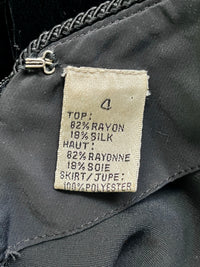 4
TOP:
82% RAYON
18% SILK
HAUT:
82% RAYONNE
18% SOIE
SKIRT/JUPE:
100% POLYESTER